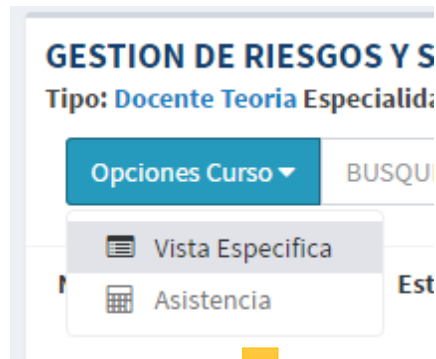 GESTION DE RIESGOS Y S
Tipo: Docente Teoria Especialida
Opciones Curso BUSQU
Vista Especifica
Est
Asistencia